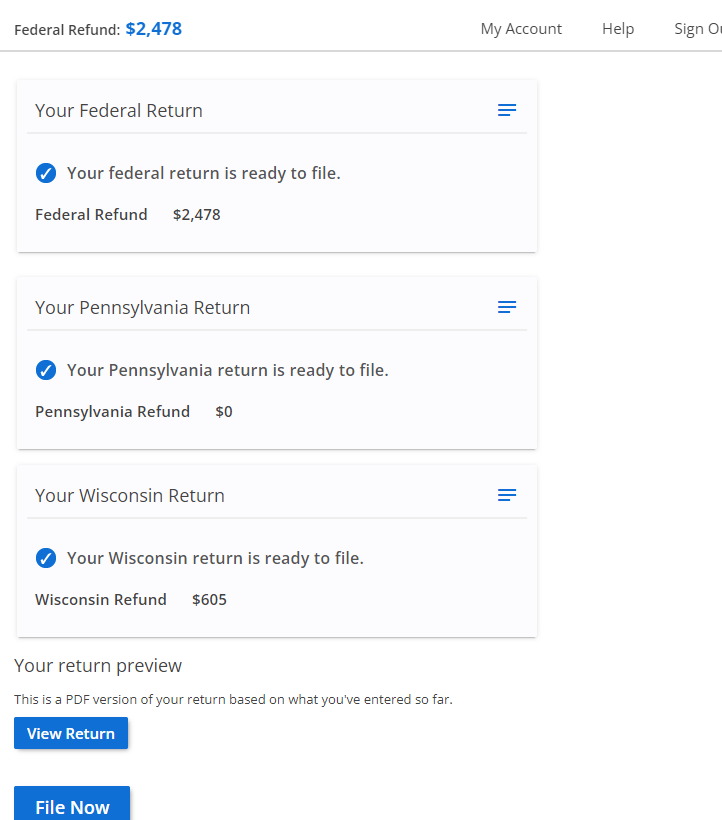 Federal Refund: $2,478 My Account Help Sign Ou
Your Federal Return
Your federal return is ready to file.
Federal Refund $2,478
Your Pennsylvania Return
Your Pennsylvania return is ready to file.
Pennsylvania Refund $0
Your Wisconsin Return
Your Wisconsin return is ready to file.
Wisconsin Refund $605
Your return preview
This is a PDF version of your return based on what you've entered so far.
View Return
File Now